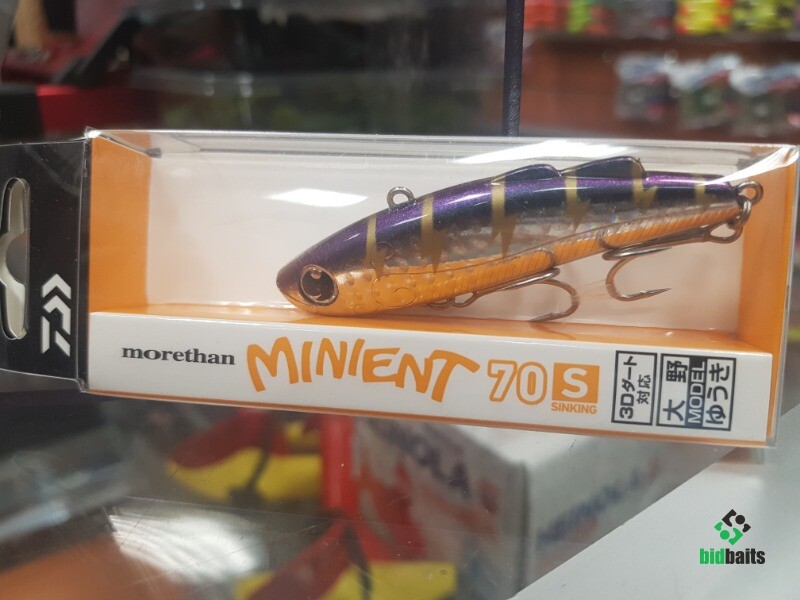 morethan MINIENT 70 S
SINKING
3Dダート
対応
大野
MODEL
ゆうき
bidbaits